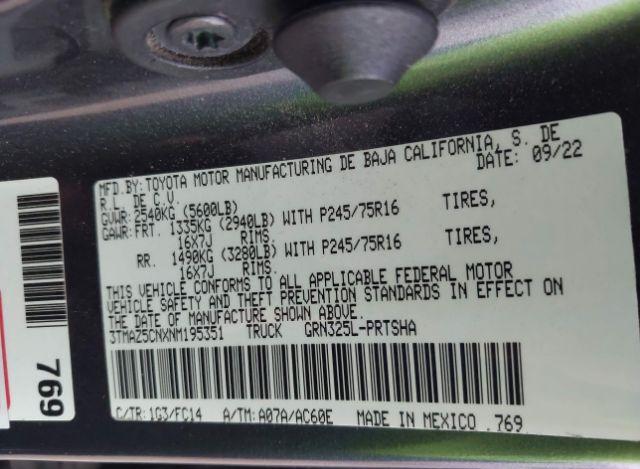 MFD.BY:TOYOTA MOTOR MANUFACTURING DE BAJA CALIFORNIA, S. DE
R.L. DE C.V. DATE: 09/22
GVWR:2540KG (5600LB)
GAWR:FRT. 1335KG (2940LB) WITH P245/75R16 TIRES,
16X7J RIMS.
RR. 1490KG (3280LB) WITH P245/75R16 TIRES,
16X7J RIMS.
THIS VEHICLE CONFORMS TO ALL APPLICABLE FEDERAL MOTOR
VEHICLE SAFETY AND THEFT PREVENTION STANDARDS IN EFFECT ON
THE DATE OF MANUFACTURE SHOWN ABOVE.
3TMAZ5CNXNM195351 TRUCK GRN325L-PRTSHA
C/TR:1G3/FC14 A/TM:A07A/AC60E MADE IN MEXICO .769
769